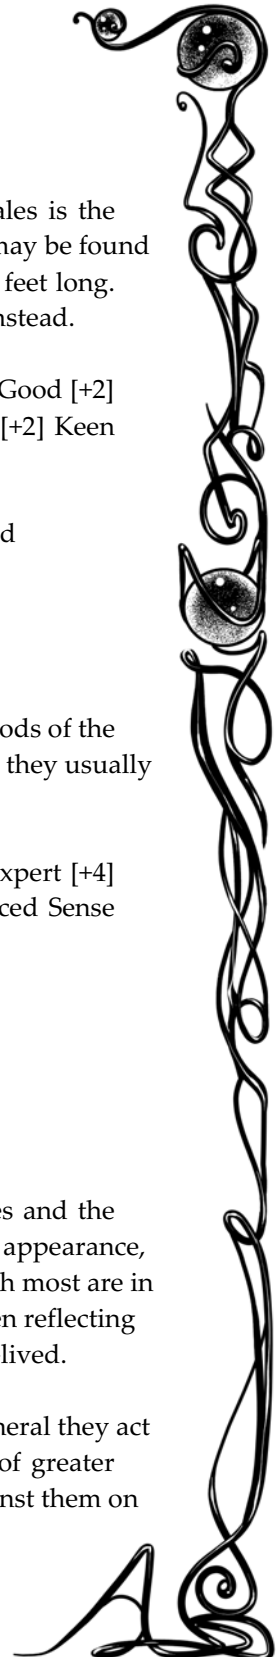 ales is the
may be found
feet long.
nstead.
Good [+2]
[+2] Keen
d
ods of the
they usually
xpert [+4]
ced Sense
es and the
appearance,
h most are in
en reflecting
lived.
neral they act
of greater
nst them on